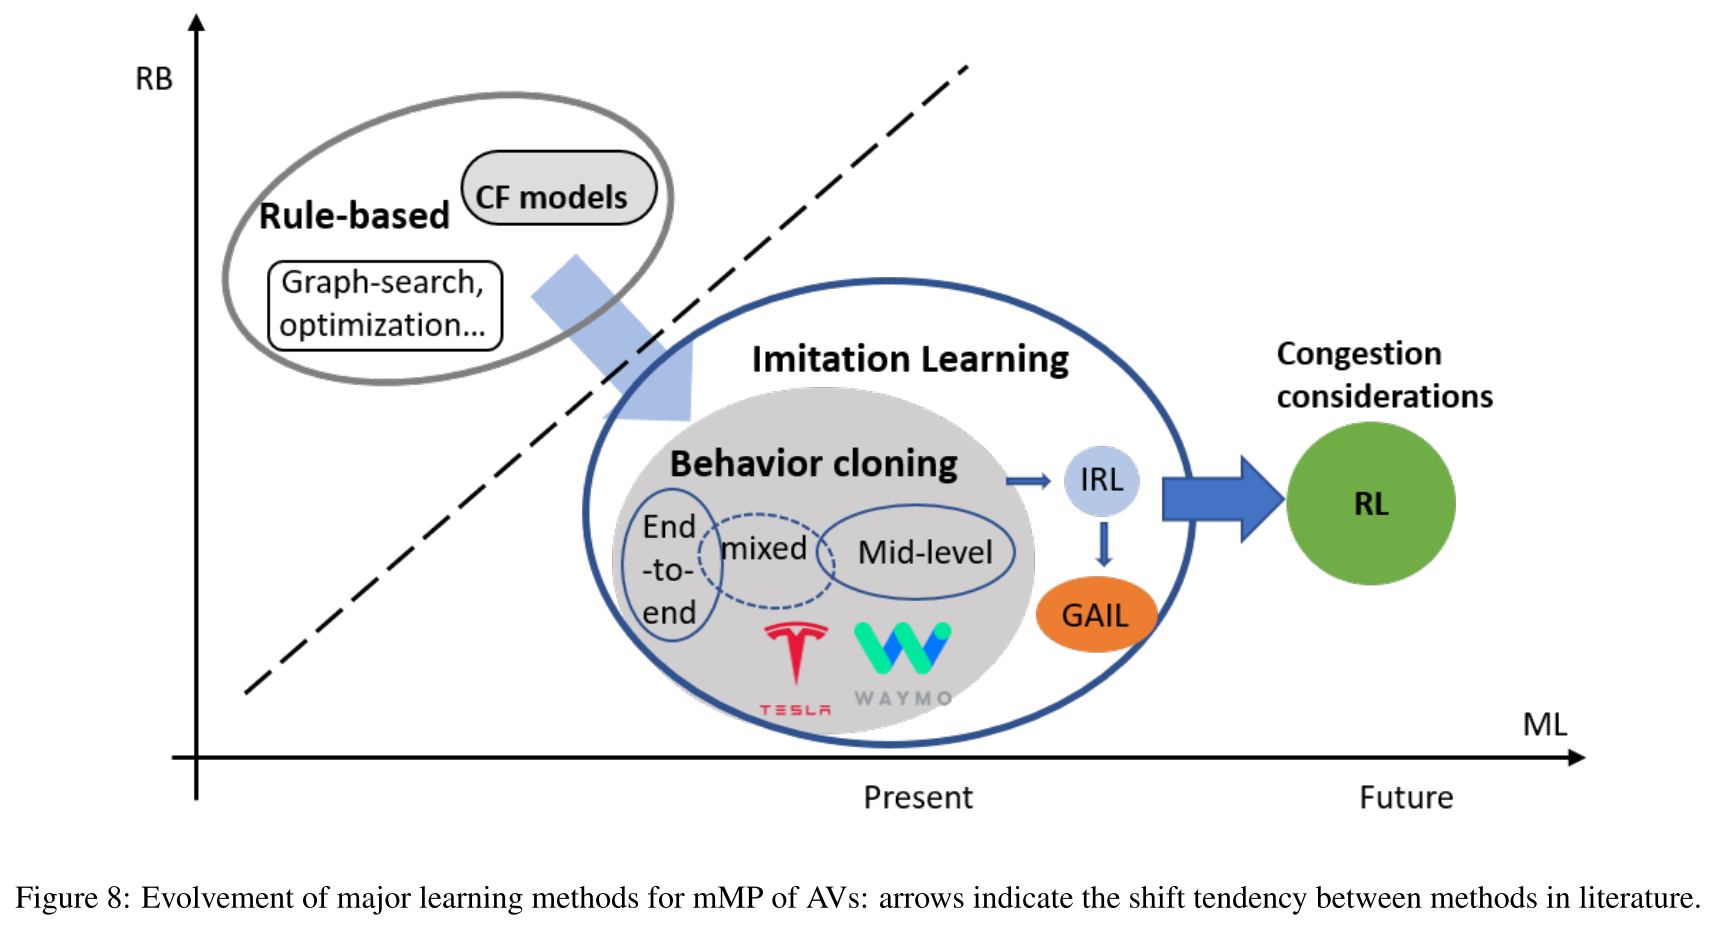 RB
CF models
Rule-based
Graph-search,
optimization...
Imitation Learning
Congestion
considerations
Behavior cloning
IRL
RL
End
-to-
end
mixed
Mid-level
GAIL
TESLA
WAYMO
ML
Present
Future
Figure 8: Evolvement of major learning methods for mMP of AVs: arrows indicate the shift tendency between methods in literature.